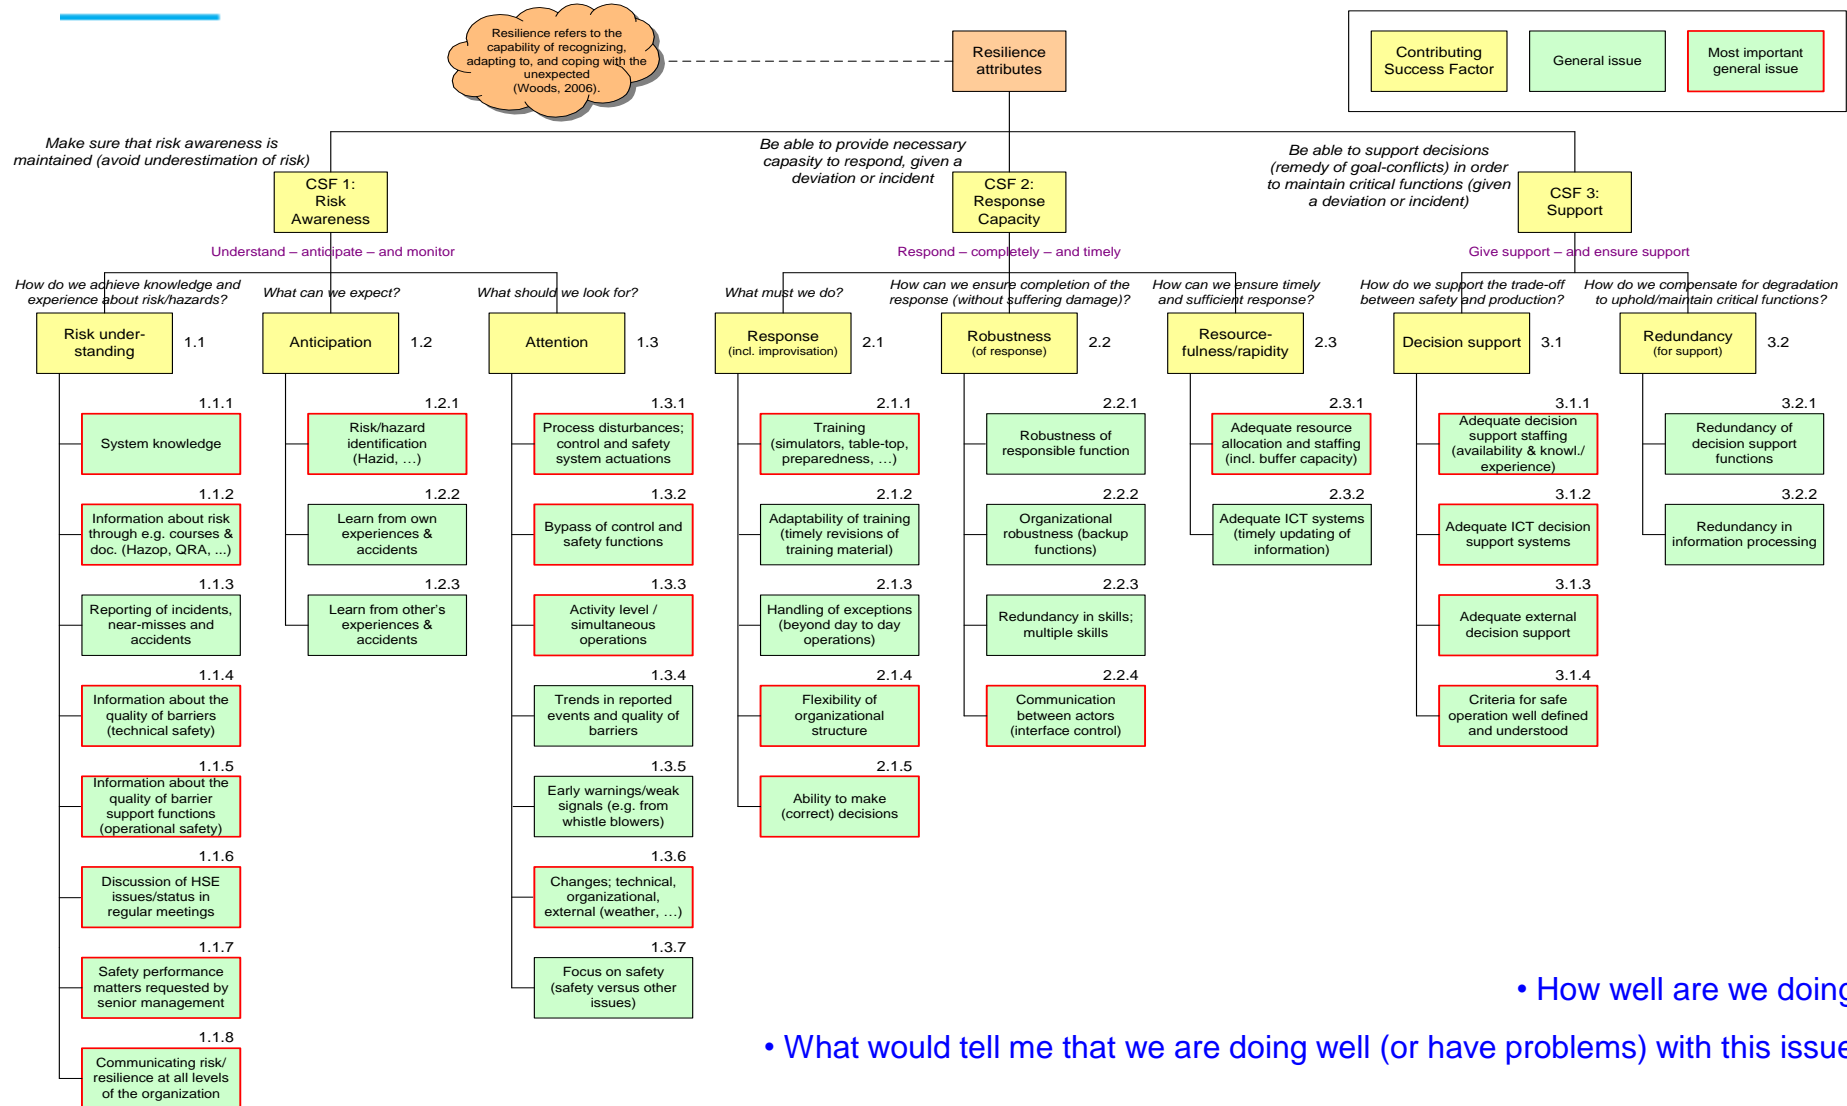 Resilience refers to the
capability of recognizing,
adapting to, and coping with the
unexpected
(Woods, 2006).
Resilience
attributes
Contributing
Success Factor
General issue
Most important
general issue
Make sure that risk awareness is
maintained (avoid underestimation of risk)
Be able to provide necessary
capacity to respond, given a
deviation or incident
Be able to support decisions
(remedy of goal-conflicts) in order
to maintain critical functions (given
a deviation or incident)
CSF 1:
Risk
Awareness
CSF 2:
Response
Capacity
CSF 3:
Support
Understand – anticipate – and monitor
Respond – completely – and timely
Give support – and ensure support
How do we achieve knowledge and
experience about risk/hazards?
What can we expect?
What should we look for?
What must we do?
How can we ensure completion of the
response (without suffering damage)?
How can we ensure timely
and sufficient response?
How do we support the trade-off
between safety and production?
How do we compensate for degradation
to uphold/maintain critical functions?
Risk under-
standing
1.1
Anticipation
1.2
Attention
1.3
Response
(incl. improvisation)
2.1
Robustness
(of response)
2.2
Resource-
fulness/rapidity
2.3
Decision support
3.1
Redundancy
(for support)
3.2
1.1.1
System knowledge
1.1.2
Information about risk
through e.g. courses &
doc. (Hazop, QRA, ...)
1.1.3
Reporting of incidents,
near-misses and
accidents
1.1.4
Information about the
quality of barriers
(technical safety)
1.1.5
Information about the
quality of barrier
support functions
(operational safety)
1.1.6
Discussion of HSE
issues/status in
regular meetings
1.1.7
Safety performance
matters requested by
senior management
1.1.8
Communicating risk/
resilience at all levels
of the organization
1.2.1
Risk/hazard
identification
(Hazid, …)
1.2.2
Learn from own
experiences &
accidents
1.2.3
Learn from other's
experiences &
accidents
1.3.1
Process disturbances;
control and safety
system actuations
1.3.2
Bypass of control and
safety functions
1.3.3
Activity level /
simultaneous
operations
1.3.4
Trends in reported
events and quality of
barriers
1.3.5
Early warnings/weak
signals (e.g. from
whistle blowers)
1.3.6
Changes; technical,
organizational,
external (weather, …)
1.3.7
Focus on safety
(safety versus other
issues)
2.1.1
Training
(simulators, table-top,
preparedness, …)
2.1.2
Adaptability of training
(timely revisions of
training material)
2.1.3
Handling of exceptions
(beyond day to day
operations)
2.1.4
Flexibility of
organizational
structure
2.1.5
Ability to make
(correct) decisions
2.2.1
Robustness of
responsible function
2.2.2
Organizational
robustness (backup
functions)
2.2.3
Redundancy in skills;
multiple skills
2.2.4
Communication
between actors
(interface control)
2.3.1
Adequate resource
allocation and staffing
(incl. buffer capacity)
2.3.2
Adequate ICT systems
(timely updating of
information)
3.1.1
Adequate decision
support staffing
(availability & knowl./
experience)
3.1.2
Adequate ICT decision
support systems
3.1.3
Adequate external
decision support
3.1.4
Criteria for safe
operation well defined
and understood
3.2.1
Redundancy of
decision support
functions
3.2.2
Redundancy in
information processing
• How well are we doing
• What would tell me that we are doing well (or have problems) with this issue